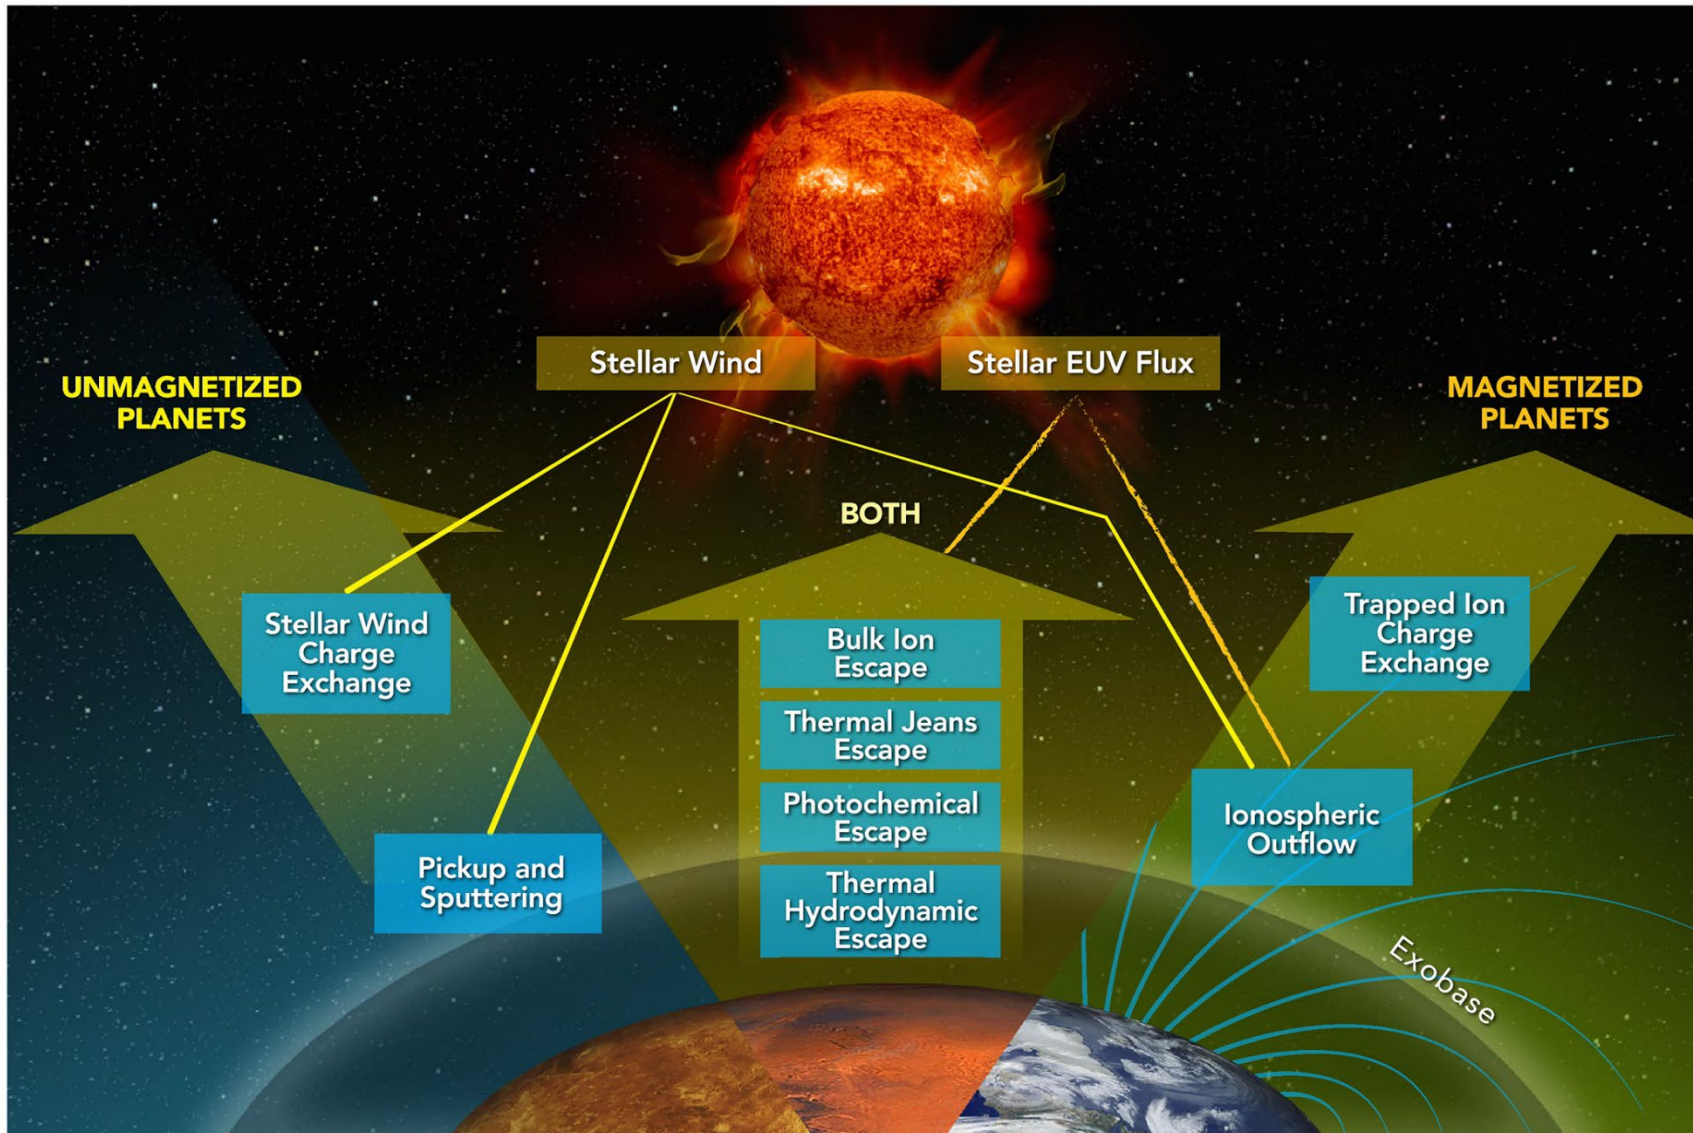 Stellar Wind
Stellar EUV Flux
UNMAGNETIZED
PLANETS
MAGNETIZED
PLANETS
BOTH
Stellar Wind
Charge
Exchange
Pickup and
Sputtering
Bulk Ion
Escape
Thermal Jeans
Escape
Photochemical
Escape
Thermal
Hydrodynamic
Escape
Trapped Ion
Charge
Exchange
Ionospheric
Outflow
Exobase